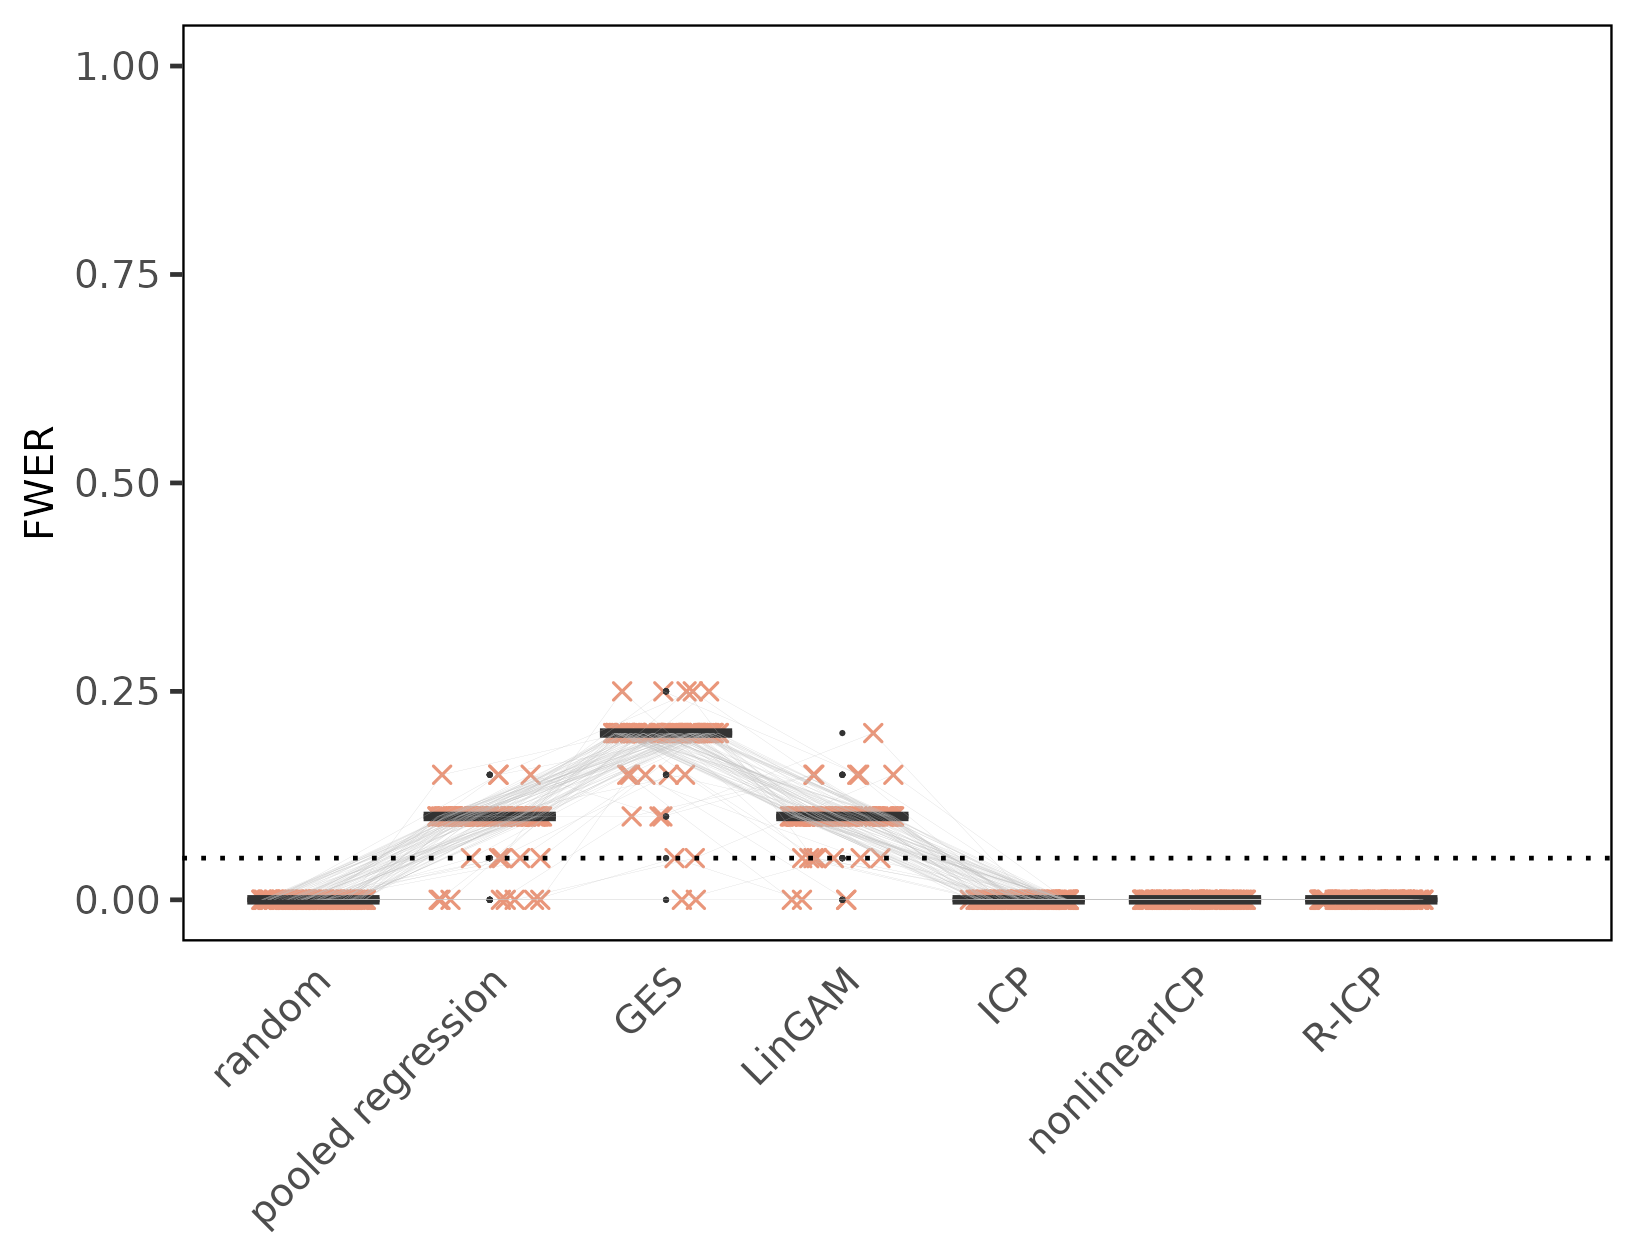 1.00
0.75
0.50
0.25
0.00
FWER
random
pooled regression
GES
LinGAM
ICP
nonlinearICP
R-ICP